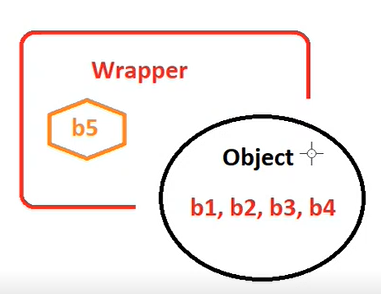 Wrapper
b5
Object
b1, b2, b3, b4